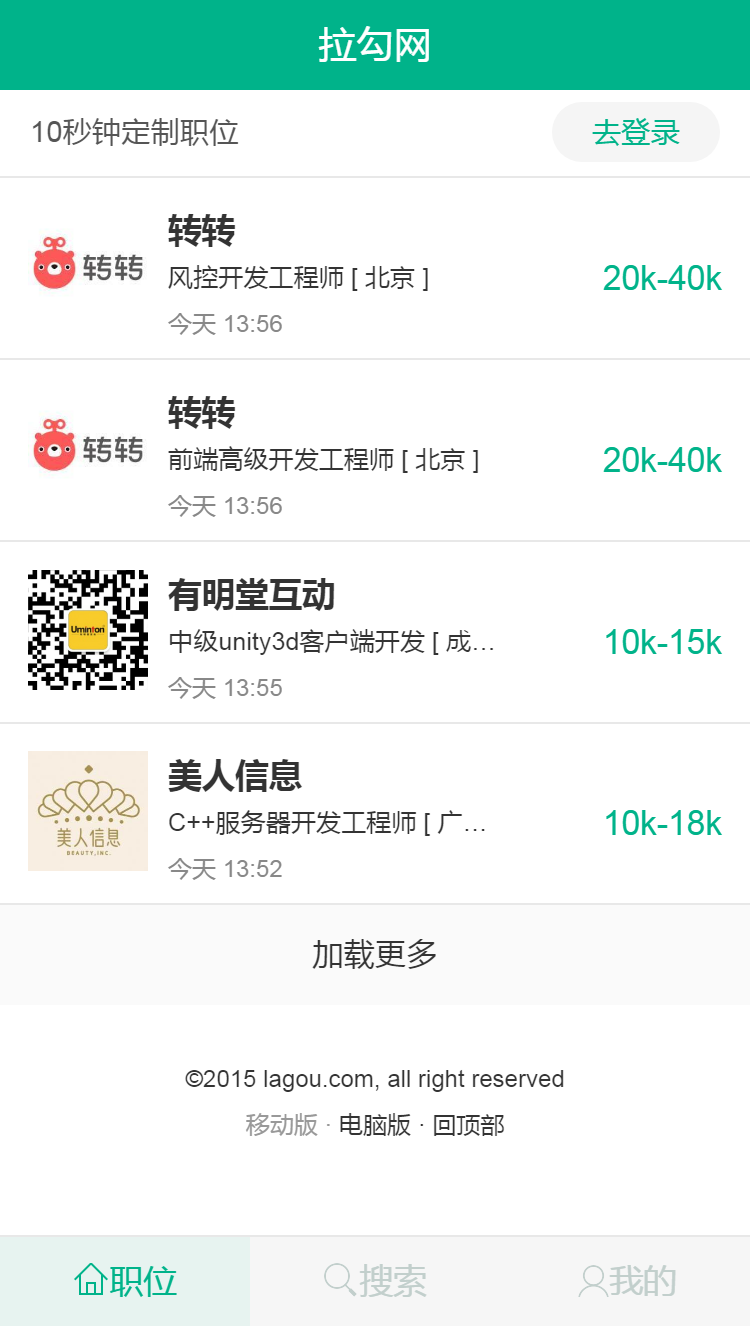 拉勾网
10秒钟定制职位
去登录
转转
转转
风控开发工程师 [ 北京 ]
20k-40k
今天 13:56
转转
转转
前端高级开发工程师 [ 北京 ]
20k-40k
今天 13:56
有明堂互动
Uminton
中级unity3d客户端开发 [ 成…
10k-15k
今天 13:55
美人信息
美人信息
BEAUTY,INC.
C++服务器开发工程师 [ 广…
10k-18k
今天 13:52
加载更多
©2015 lagou.com, all right reserved
移动版 · 电脑版 · 回顶部
职位
搜索
我的